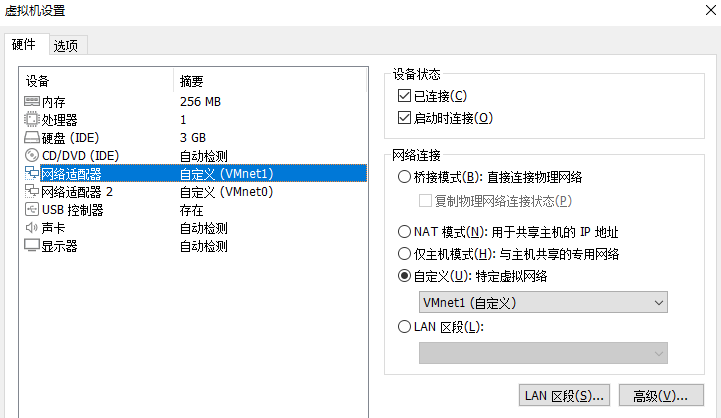 虚拟机设置
硬件 选项
设备 摘要
内存 256 MB
处理器 1
硬盘 (IDE) 3 GB
CD/DVD (IDE) 自动检测
网络适配器 自定义 (VMnet1)
网络适配器 2 自定义 (VMnet0)
USB 控制器 存在
声卡 自动检测
显示器 自动检测
设备状态
已连接(C)
启动时连接(O)
网络连接
桥接模式(B): 直接连接物理网络
复制物理网络连接状态(P)
NAT 模式(N): 用于共享主机的 IP 地址
仅主机模式(H): 与主机共享的专用网络
自定义(U): 特定虚拟网络
VMnet1 (自定义)
LAN 区段(L):
LAN 区段(S)... 高级(V)...